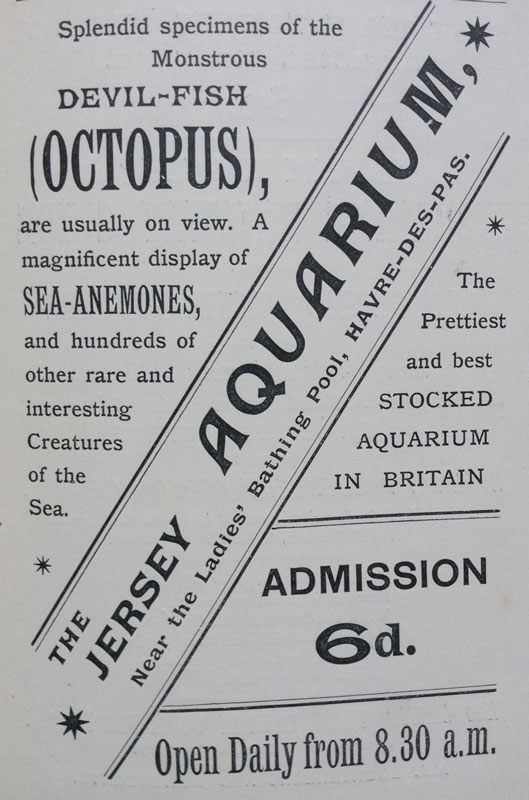 Splendid specimens of the
Monstrous
DEVIL-FISH
(OCTOPUS),
are usually on view. A
magnificent display of
SEA-ANEMONES,
and hundreds of
other rare and
interesting
Creatures
of the
Sea.
THE
JERSEY AQUARIUM,
Near the Ladies' Bathing Pool, HAVRE-DES-PAS.
The
Prettiest
and best
STOCKED
AQUARIUM
IN BRITAIN
ADMISSION
6d.
Open Daily from 8.30 a.m.